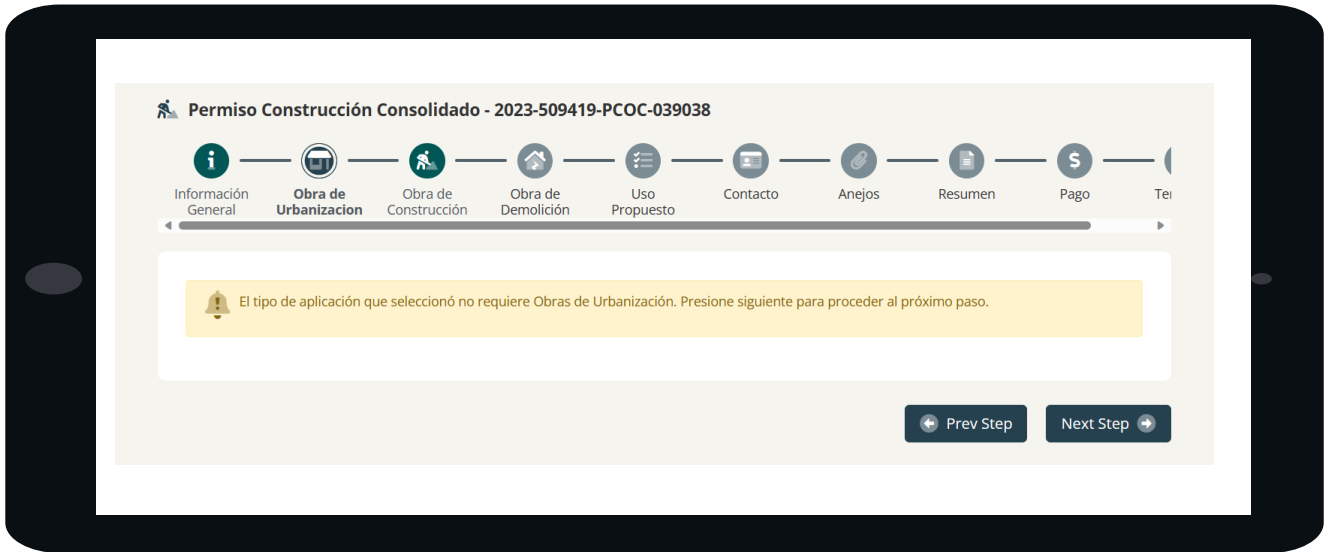 Permiso Construcción Consolidado - 2023-509419-PCOC-039038
Información
General
Obra de
Urbanizacion
Obra de
Construcción
Obra de
Demolición
Uso
Propuesto
Contacto
Anejos
Resumen
Pago
El tipo de aplicación que seleccionó no requiere Obras de Urbanización. Presione siguiente para proceder al próximo paso.
Prev Step
Next Step